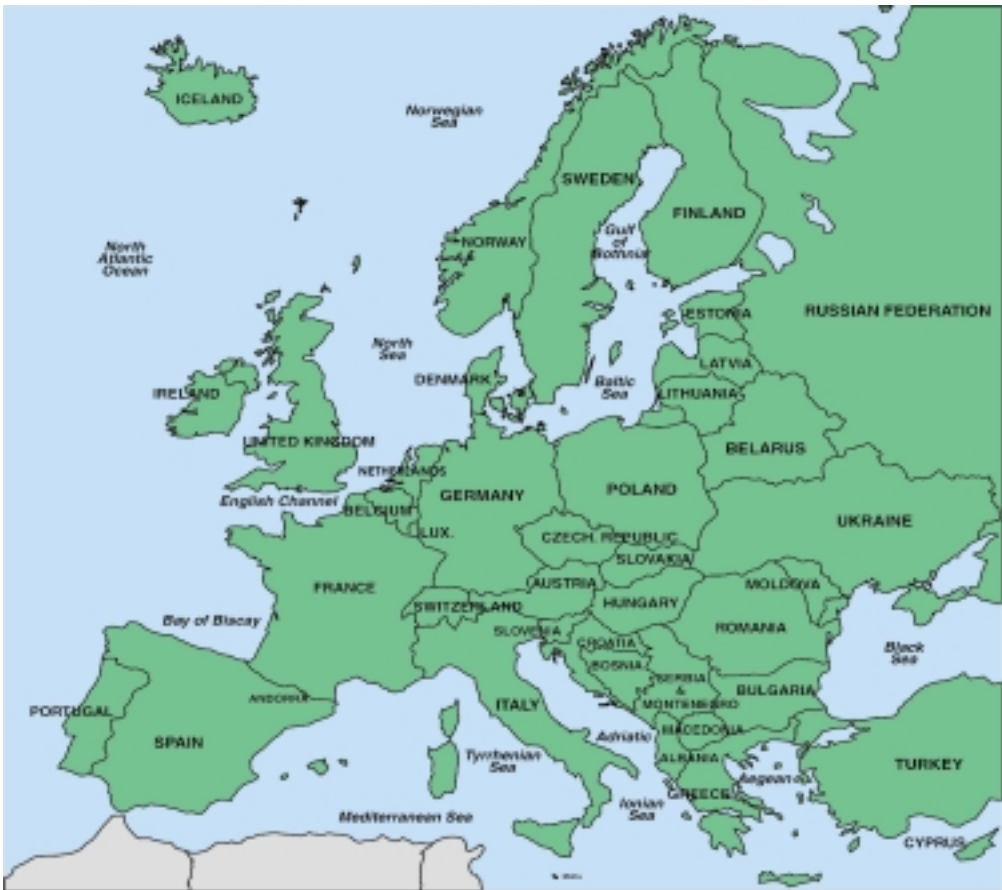 ICELAND
Norwegian
Sea
SWEDEN
FINLAND
Gulf
of
Bothnia
NORWAY
North
Atlantic
Ocean
RUSSIAN FEDERATION
ESTONIA
North
Sea
LATVIA
DENMARK
Baltic
Sea
LITHUANIA
IRELAND
UNITED KINGDOM
BELARUS
NETHERLANDS
GERMANY
POLAND
English Channel
BELGIUM
UKRAINE
LUX.
CZECH. REPUBLIC
SLOVAKIA
FRANCE
AUSTRIA
MOLDOVA
SWITZERLAND
HUNGARY
Bay of Biscay
SLOVENIA
ROMANIA
CROATIA
Black
Sea
BOSNIA
SERBIA
&
MONTENEGRO
BULGARIA
ANDORRA
PORTUGAL
ITALY
SPAIN
MACEDONIA
Adriatic
ALBANIA
Tyrrhenian
Sea
TURKEY
Aegean
GREECE
Ionian
Sea
Mediterranean Sea
CYPRUS